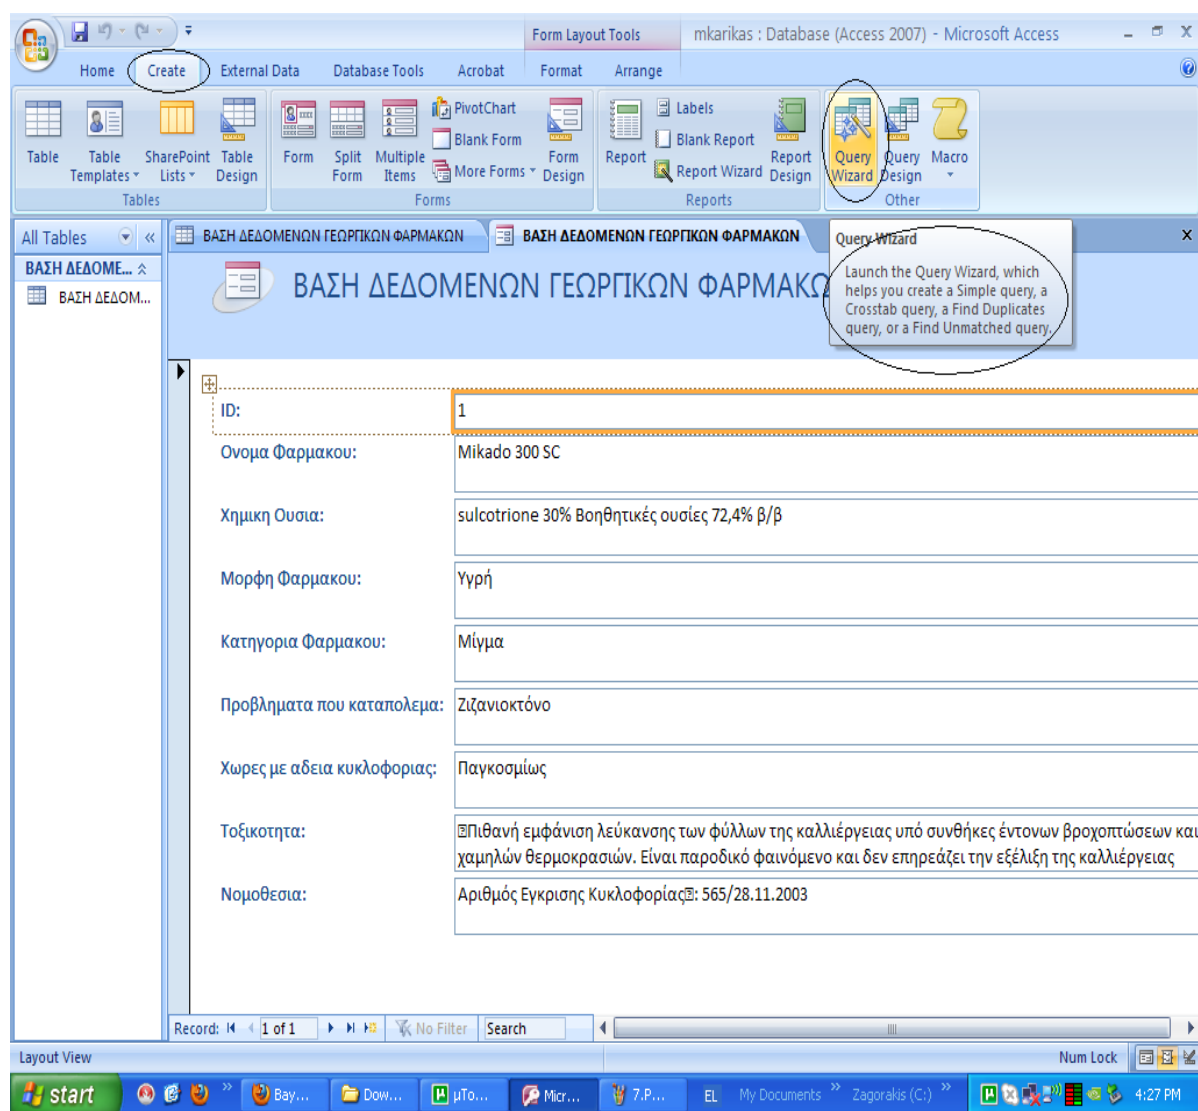 Form Layout Tools
mkarikas : Database (Access 2007) - Microsoft Access
Home Create External Data Database Tools Acrobat Format Arrange
Table
Table Templates
SharePoint Lists
Table Design
Tables
Form
Split Form
Multiple Items
PivotChart
Blank Form
More Forms
Form Design
Forms
Report
Labels
Blank Report
Report Wizard
Report Design
Reports
Query Wizard
Query Design
Macro
Other
All Tables
ΒΑΣΗ ΔΕΔΟΜΕ...
ΒΑΣΗ ΔΕΔΟΜ...
ΒΑΣΗ ΔΕΔΟΜΕΝΩΝ ΓΕΩΡΓΙΚΩΝ ΦΑΡΜΑΚΩΝ
ΒΑΣΗ ΔΕΔΟΜΕΝΩΝ ΓΕΩΡΓΙΚΩΝ ΦΑΡΜΑΚΩΝ
ΒΑΣΗ ΔΕΔΟΜΕΝΩΝ ΓΕΩΡΓΙΚΩΝ ΦΑΡΜΑΚΩ
Query Wizard
Launch the Query Wizard, which
helps you create a Simple query, a
Crosstab query, a Find Duplicates
query, or a Find Unmatched query.
ID: 1
Ονομα Φαρμακου: Mikado 300 SC
Χημικη Ουσια: sulcotrione 30% Βοηθητικές ουσίες 72,4% β/β
Μορφη Φαρμακου: Υγρή
Κατηγορια Φαρμακου: Μίγμα
Προβληματα που καταπολεμα: Ζιζανιοκτόνο
Χωρες με αδεια κυκλοφοριας: Παγκοσμίως
Τοξικοτητα: Πιθανή εμφάνιση λεύκανσης των φύλλων της καλλιέργειας υπό συνθήκες έντονων βροχοπτώσεων και
χαμηλών θερμοκρασιών. Είναι παροδικό φαινόμενο και δεν επηρεάζει την εξέλιξη της καλλιέργειας
Νομοθεσια: Αριθμός Εγκρισης Κυκλοφορίας: 565/28.11.2003
Record: 1 of 1 No Filter Search
Layout View
Num Lock
start
Bay...
Dow...
μTo...
Micr...
7.P...
EL
My Documents
Zagorakis (C:)
4:27 PM